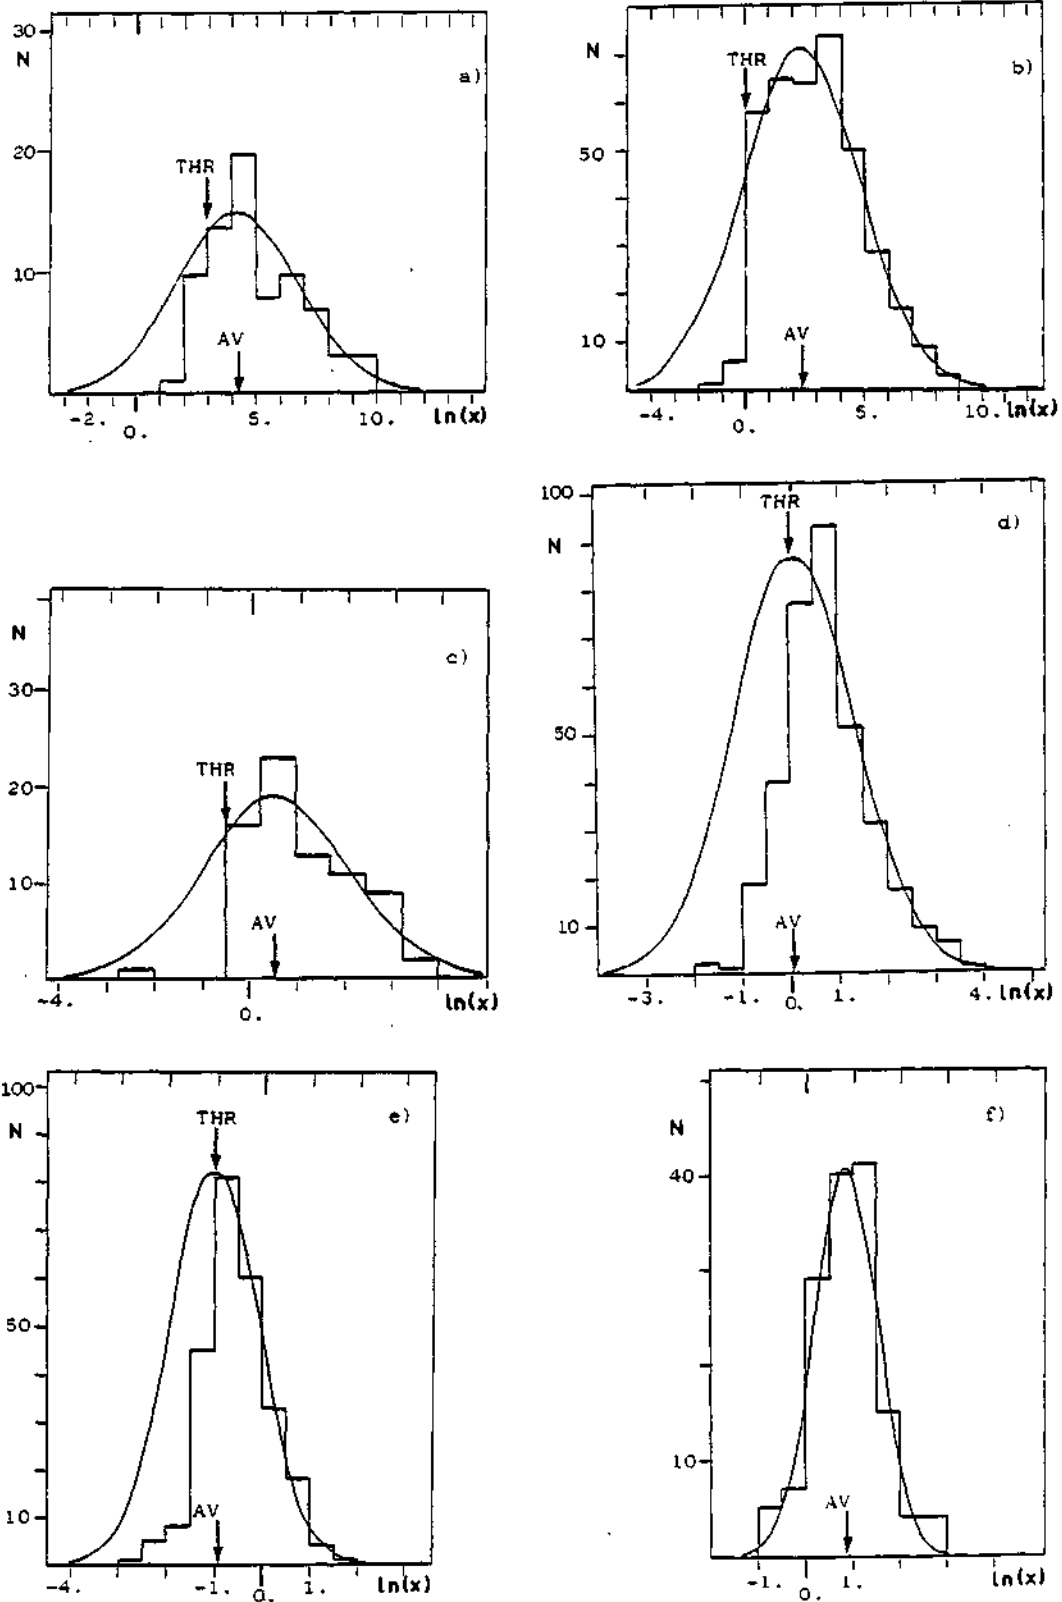 30
N
a)
20
THR
10
AV
-2. 0. 5. 10. ln(x)
N
b)
THR
50
10
AV
-4. 0. 5. 10. ln(x)
N
c)
30
THR
20
10
AV
-4. 0. ln(x)
100
THR
N
d)
50
10
AV
-3. -1. 0. 1. 4. ln(x)
100
N
THR
e)
50
10
AV
-4. -1. 0. 1. ln(x)
N
f)
40
10
AV
-1. 0. 1. ln(x)